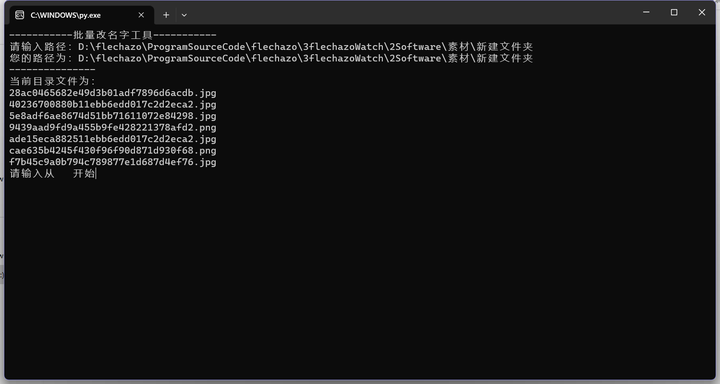 C:\WINDOWS\py.exe
-----------批量改名字工具-----------
请输入路径: D:\flechazo\ProgramSourceCode\flechazo\3flechazoWatch\2Software\素材\新建文件夹
您的路径为: D:\flechazo\ProgramSourceCode\flechazo\3flechazoWatch\2Software\素材\新建文件夹
---------------
当前目录文件为:
28ac0465682e49d3b01adf7896d6acdb.jpg
40236700880b11ebb6edd017c2d2eca2.jpg
5e8adf6ae8674d51bb71611072e84298.jpg
9439aad9fd9a455b9fe428221378afd2.png
ade15eca882511ebb6edd017c2d2eca2.jpg
cae635b4245f430f96f90d871d930f68.png
f7b45c9a0b794c789877e1d687d4ef76.jpg
请输入从   开始